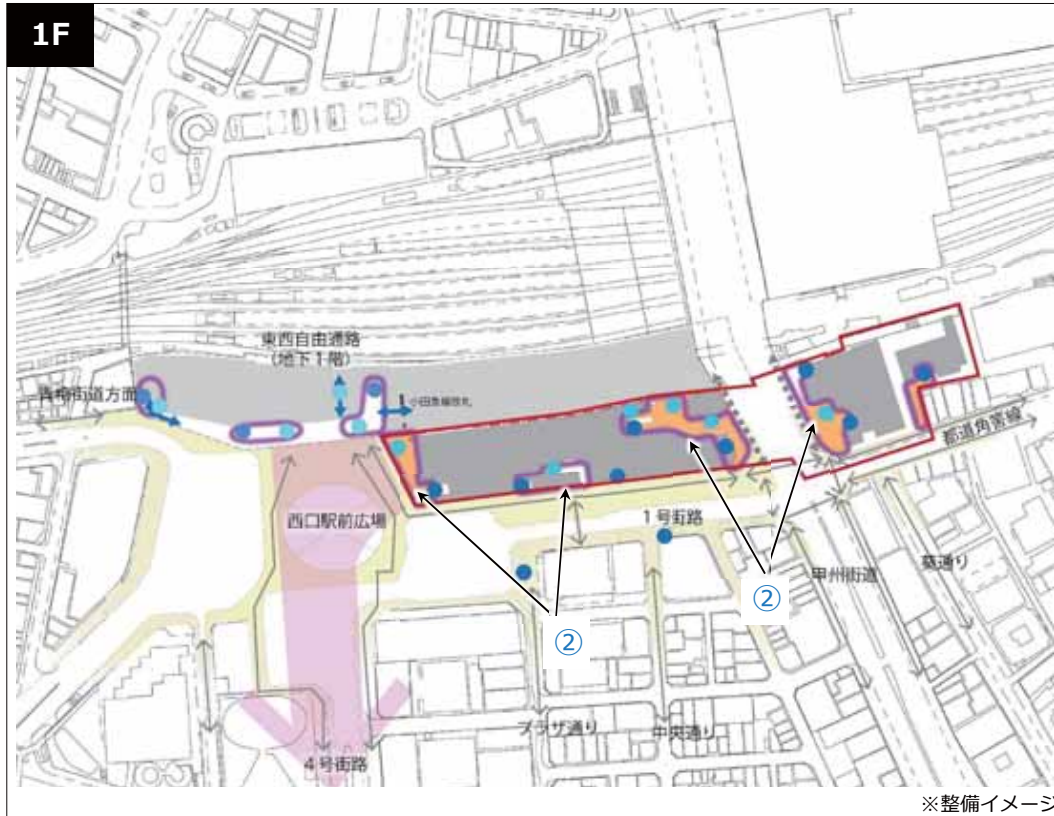 1F
東西自由通路
(地下1階)
青梅街道方面
小田急線改札
都道角筈線
西口駅前広場
1号街路
②
②
甲州街道
葵通り
プラザ通り
中央通り
4号街路
※整備イメージ